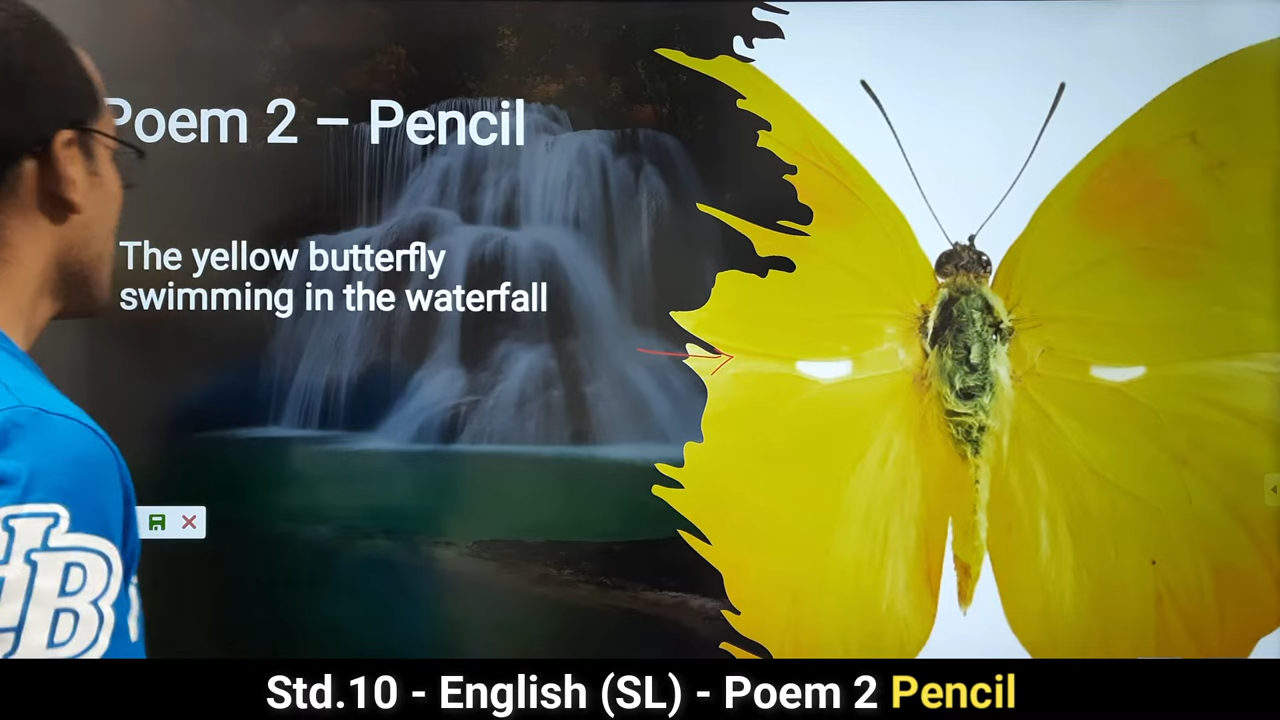 Poem 2 – Pencil
The yellow butterfly
swimming in the waterfall
Std.10 - English (SL) - Poem 2 Pencil